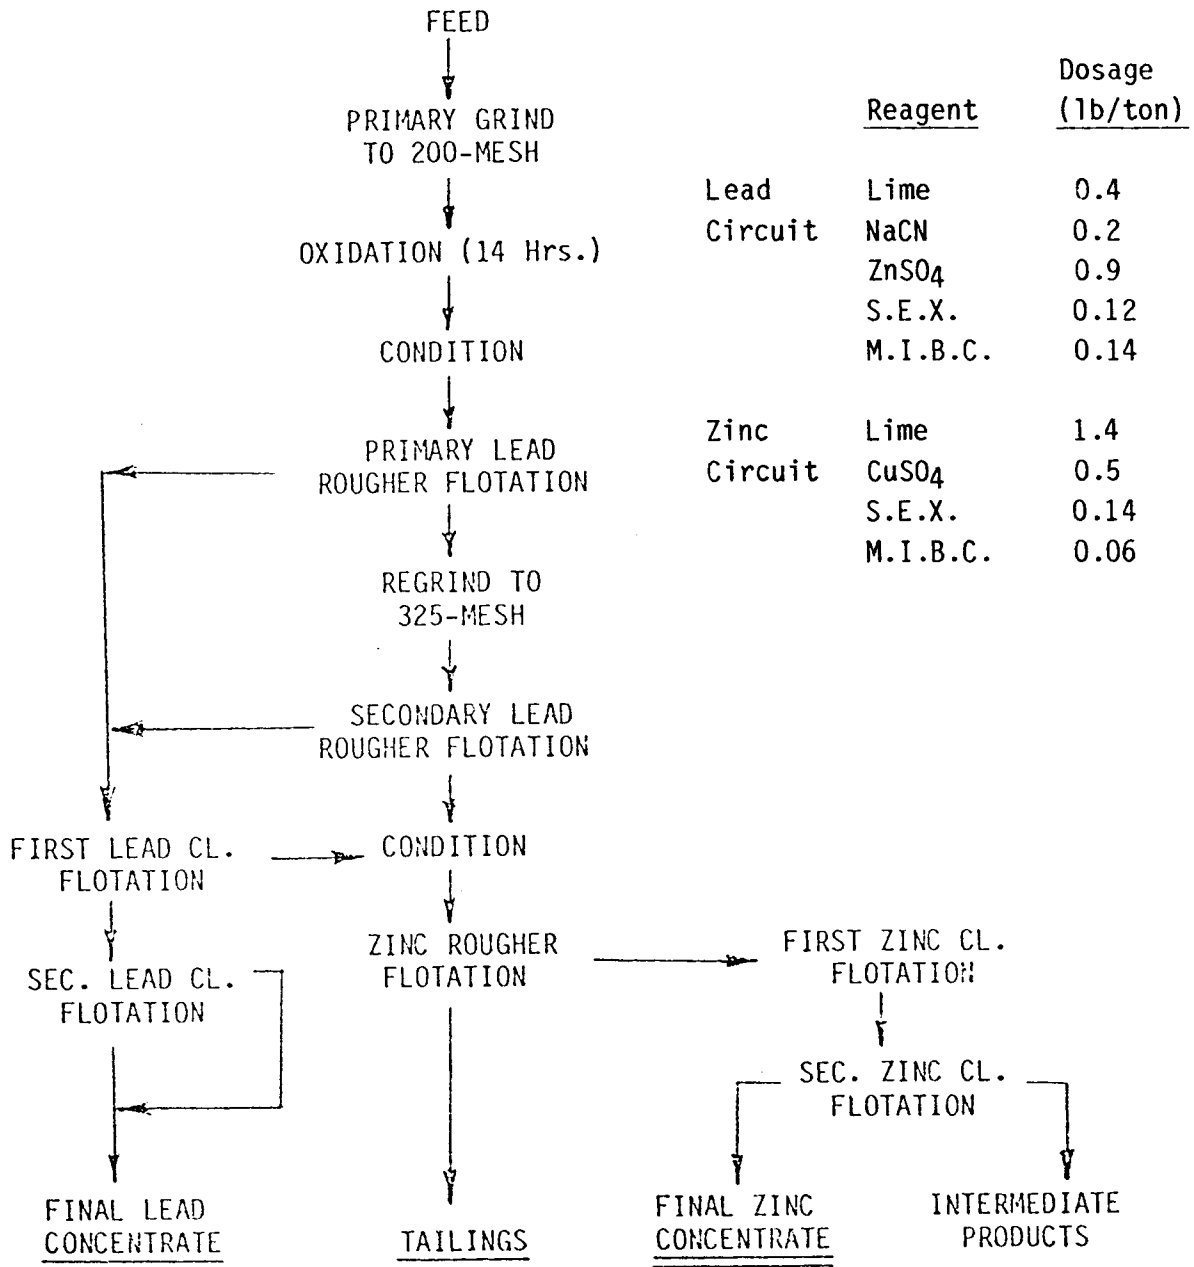 FEED
PRIMARY GRIND
TO 200-MESH
OXIDATION (14 Hrs.)
CONDITION
PRIMARY LEAD
ROUGHER FLOTATION
REGRIND TO
325-MESH
SECONDARY LEAD
ROUGHER FLOTATION
FIRST LEAD CL.
FLOTATION
CONDITION
SEC. LEAD CL.
FLOTATION
ZINC ROUGHER
FLOTATION
FIRST ZINC CL.
FLOTATION
SEC. ZINC CL.
FLOTATION
FINAL LEAD
CONCENTRATE
TAILINGS
FINAL ZINC
CONCENTRATE
INTERMEDIATE
PRODUCTS
Dosage
Reagent (lb/ton)
Lead Lime 0.4
Circuit NaCN 0.2
ZnSO4 0.9
S.E.X. 0.12
M.I.B.C. 0.14
Zinc Lime 1.4
Circuit CuSO4 0.5
S.E.X. 0.14
M.I.B.C. 0.06